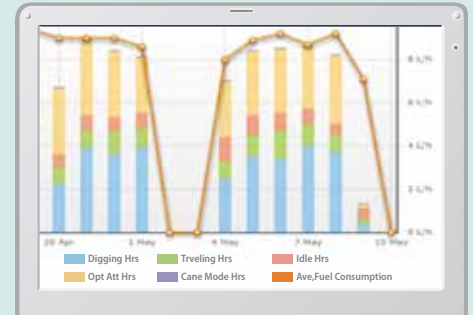 8 L/h
6 L/h
4 L/h
2 L/h
0 L/h
28 Apr 1 May 4 May 7 May 10 May
Digging Hrs Trveling Hrs Idle Hrs
Opt Att Hrs Cane Mode Hrs Ave,Fuel Consumption